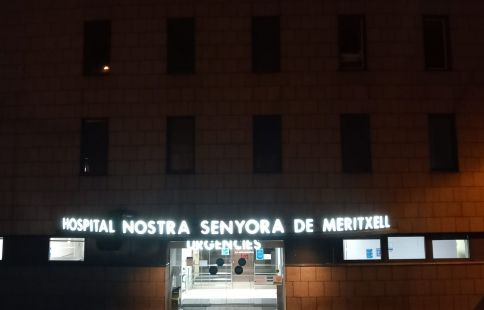 HOSPITAL NOSTRA SENYORA DE MERITXELL
URGÈNCIES